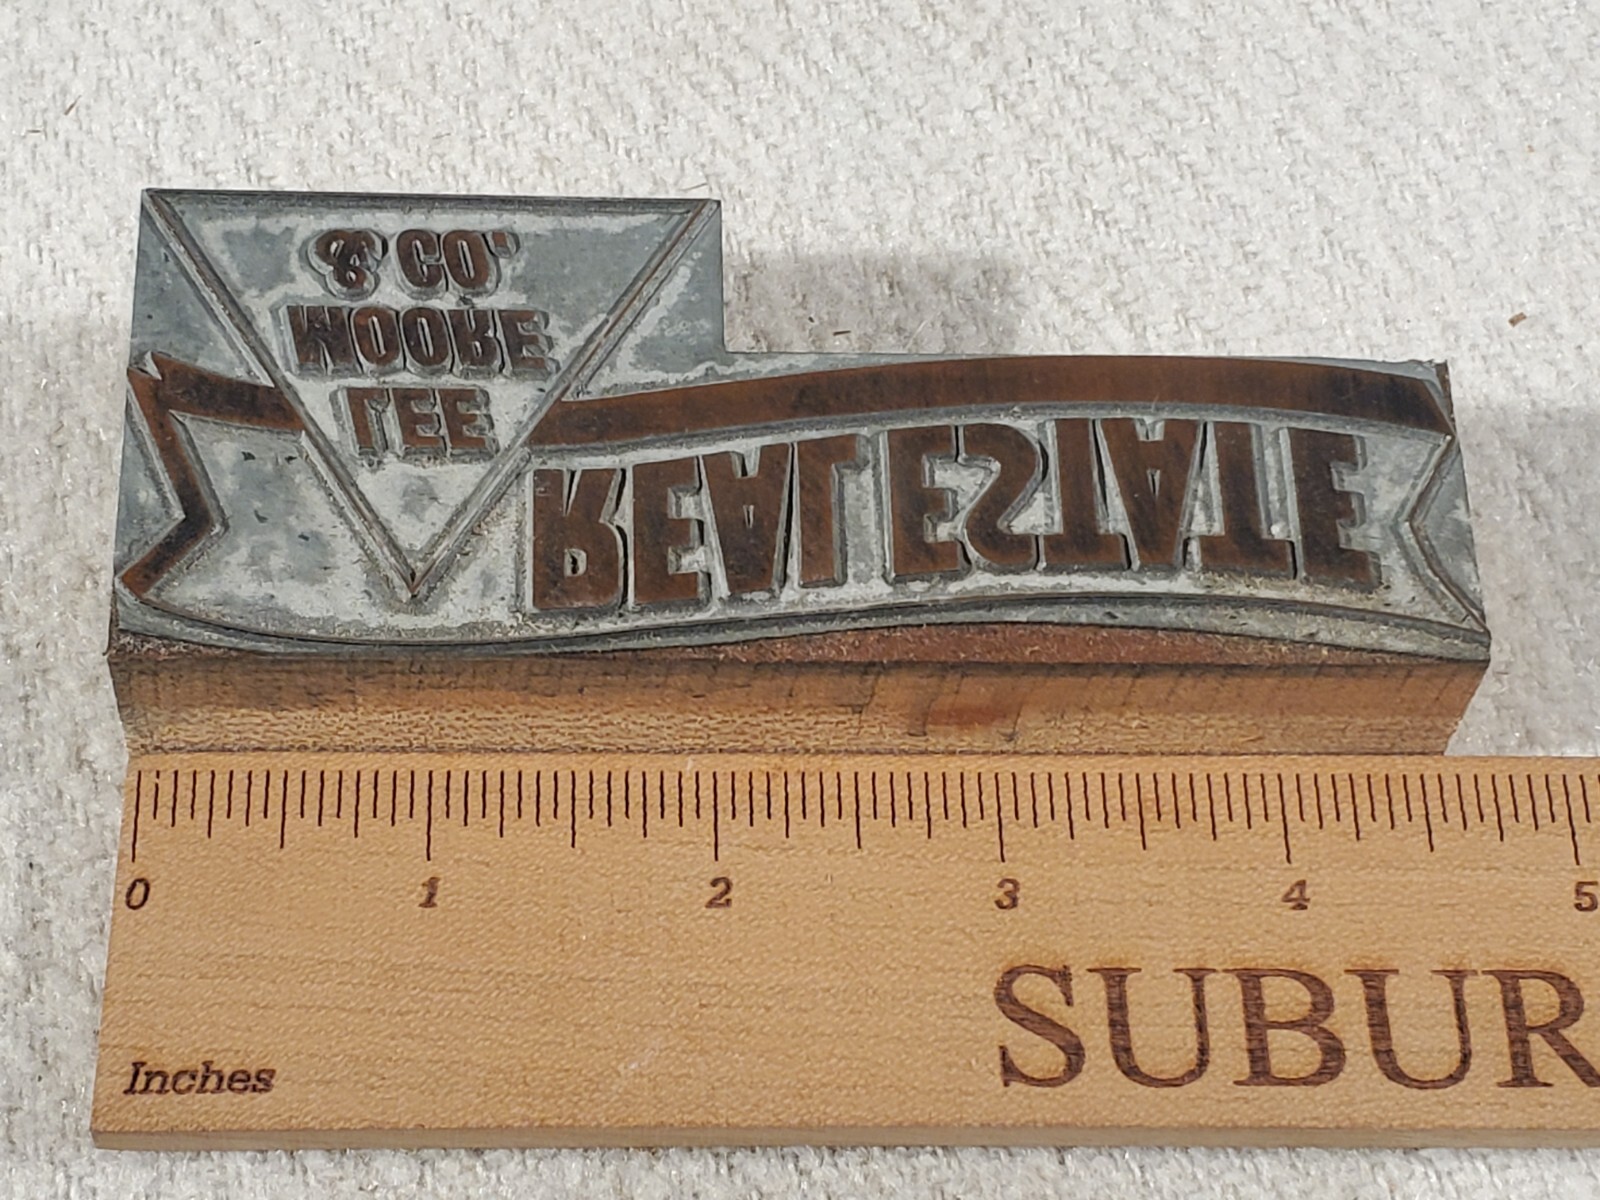 LEE
MOORE
& CO.
REAL ESTATE
0 1 2 3 4 5
SUBUR
Inches